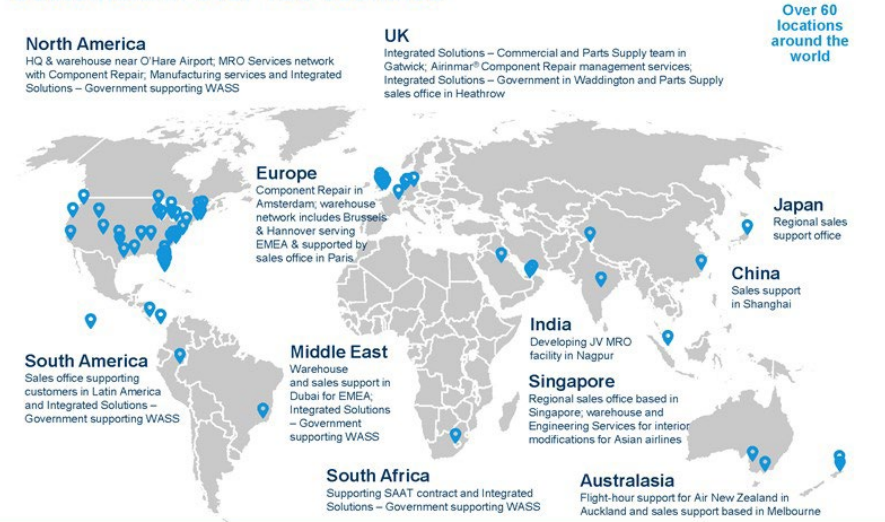 Over 60
locations
around the
world
North America
HQ & warehouse near O'Hare Airport; MRO Services network
with Component Repair; Manufacturing services and Integrated
Solutions – Government supporting WASS
UK
Integrated Solutions – Commercial and Parts Supply team in
Gatwick; Airinmar® Component Repair management services;
Integrated Solutions – Government in Waddington and Parts Supply
sales office in Heathrow
Europe
Component Repair in
Amsterdam; warehouse
network includes Brussels
& Hannover serving
EMEA & supported by
sales office in Paris
Japan
Regional sales
support office
China
Sales support
in Shanghai
India
Developing JV MRO
facility in Nagpur
South America
Sales office supporting
customers in Latin America
and Integrated Solutions –
Government supporting WASS
Middle East
Warehouse
and sales support in
Dubai for EMEA;
Integrated Solutions
– Government
supporting WASS
Singapore
Regional sales office based in
Singapore; warehouse and
Engineering Services for interior
modifications for Asian airlines
South Africa
Supporting SAAT contract and Integrated
Solutions – Government supporting WASS
Australasia
Flight-hour support for Air New Zealand in
Auckland and sales support based in Melbourne